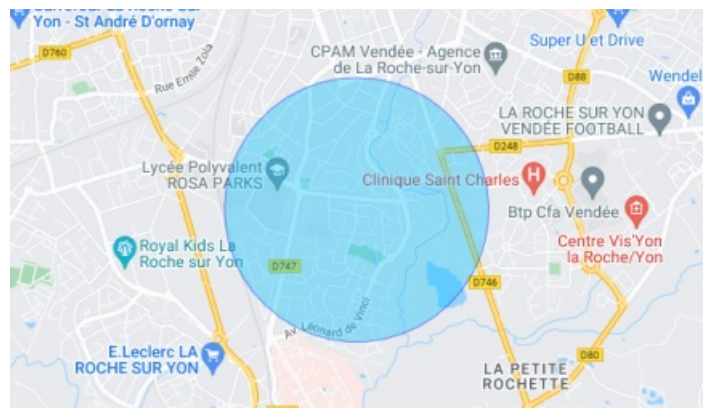 Yon - St André D'ornay
D760
Rue Emile Zola
CPAM Vendée - Agence
de La Roche-sur-Yon
Super U et Drive
D88
Wendel
LA ROCHE SUR YON
VENDÉE FOOTBALL
D248
Lycée Polyvalent
ROSA PARKS
Clinique Saint Charles
H
Btp Cfa Vendée
Centre Vis'Yon
la Roche/Yon
Royal Kids La
Roche sur Yon
D747
D746
Av. Léonard de Vinci
E.Leclerc LA
ROCHE SUR YON
D80
LA PETITE
ROCHETTE